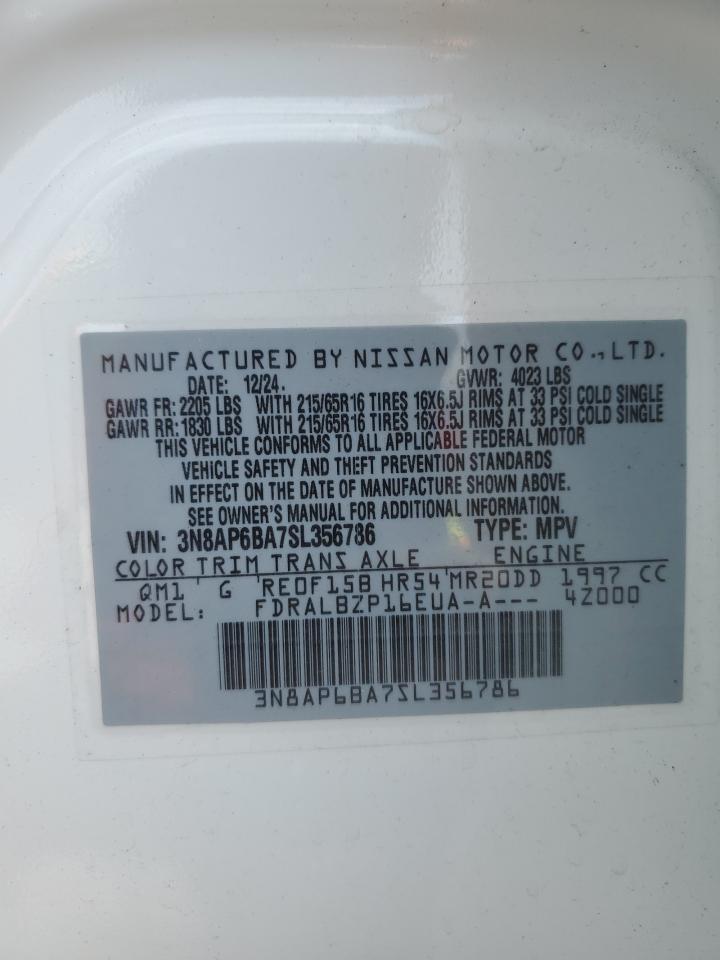 MANUFACTURED BY NISSAN MOTOR CO., LTD.
DATE: 12/24. GVWR: 4023 LBS
GAWR FR: 2205 LBS WITH 215/65R16 TIRES 16X6.5J RIMS AT 33 PSI COLD SINGLE
GAWR RR: 1830 LBS WITH 215/65R16 TIRES 16X6.5J RIMS AT 33 PSI COLD SINGLE
THIS VEHICLE CONFORMS TO ALL APPLICABLE FEDERAL MOTOR
VEHICLE SAFETY AND THEFT PREVENTION STANDARDS
IN EFFECT ON THE DATE OF MANUFACTURE SHOWN ABOVE.
SEE OWNER'S MANUAL FOR ADDITIONAL INFORMATION.
VIN: 3N8AP6BA7SL356786 TYPE: MPV
COLOR TRIM TRANS AXLE ENGINE
QM1 G RE0F15B HR54 MR20DD 1997 CC
MODEL: FDRALBZP16EUA-A--- 4Z000
3N8AP6BA7SL356786